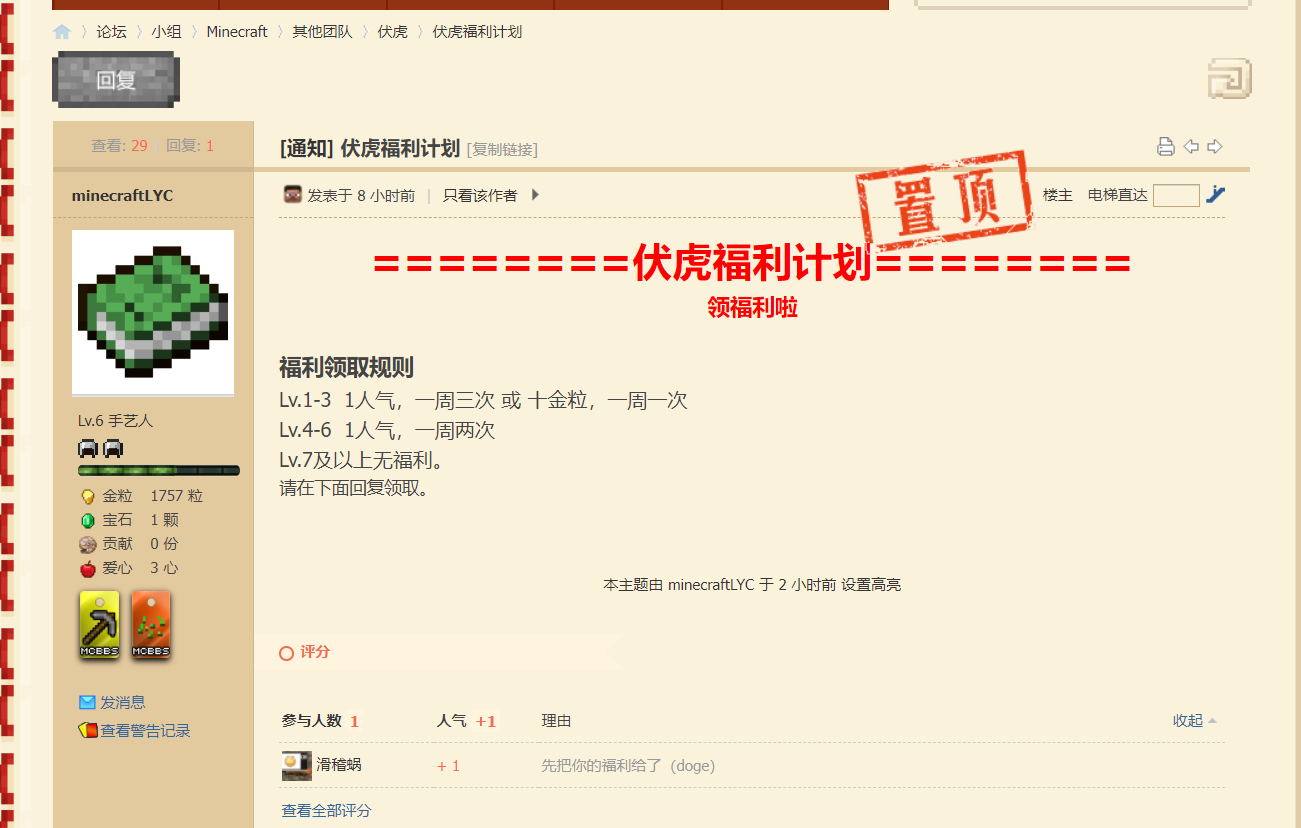 论坛 〉 小组 〉 Minecraft 〉 其他团队 〉 伏虎 〉 伏虎福利计划
回复
查看: 29 | 回复: 1
[通知] 伏虎福利计划 [复制链接]
minecraftLYC
发表于 8 小时前 | 只看该作者
置顶
楼主 电梯直达
========伏虎福利计划========
领福利啦
福利领取规则
Lv.1-3 1人气，一周三次 或 十金粒，一周一次
Lv.4-6 1人气，一周两次
Lv.7及以上无福利。
请在下面回复领取。
Lv.6 手艺人
金粒 1757 粒
宝石 1 颗
贡献 0 份
爱心 3 心
MCBBS MCBBS
发消息
查看警告记录
本主题由 minecraftLYC 于 2 小时前 设置高亮
评分
参与人数 1 人气 +1 理由 收起
滑稽蜗 + 1 先把你的福利给了（doge）
查看全部评分